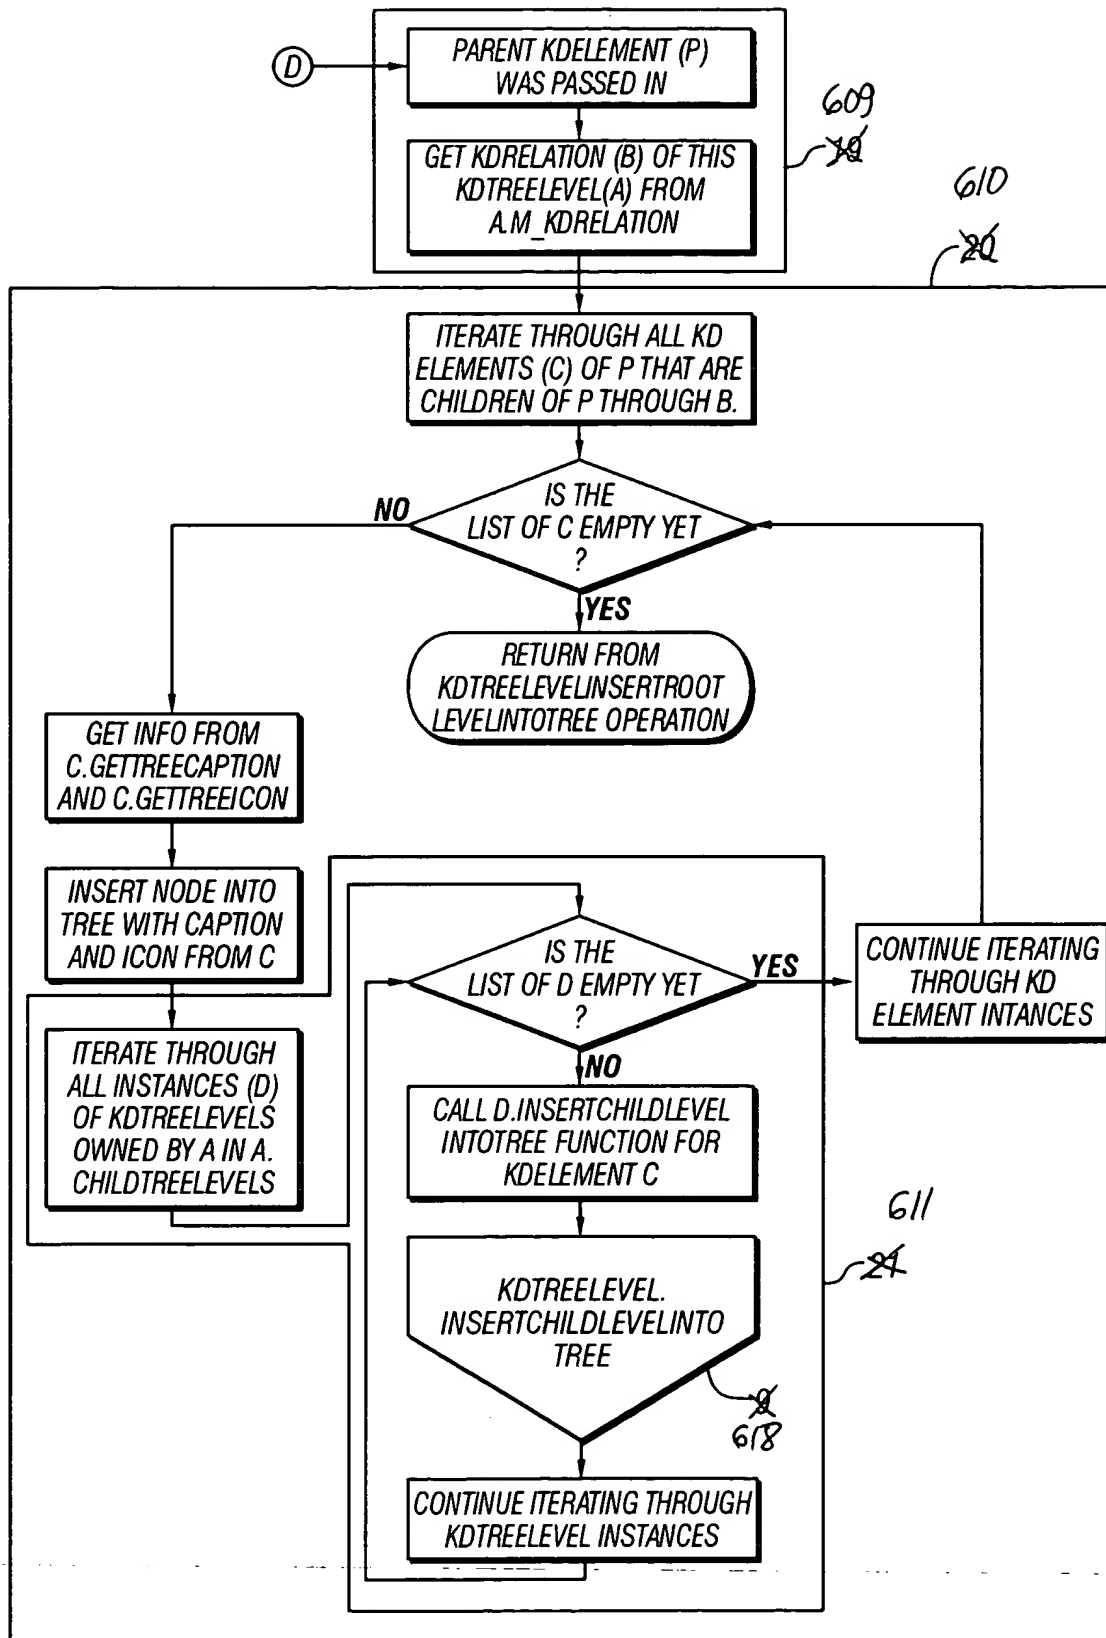 D
PARENT KDELEMENT (P)
WAS PASSED IN
609
19
GET KDRELATION (B) OF THIS
KDTREELEVEL(A) FROM
A.M_KDRELATION
610
20
ITERATE THROUGH ALL KD
ELEMENTS (C) OF P THAT ARE
CHILDREN OF P THROUGH B.
IS THE
LIST OF C EMPTY YET
?
NO
YES
RETURN FROM
KDTREELEVELINSERTROOT
LEVELINTOTREE OPERATION
GET INFO FROM
C.GETTREECAPTION
AND C.GETTREEICON
INSERT NODE INTO
TREE WITH CAPTION
AND ICON FROM C
ITERATE THROUGH
ALL INSTANCES (D)
OF KDTREELEVELS
OWNED BY A IN A.
CHILDTREELEVELS
IS THE
LIST OF D EMPTY YET
?
YES
CONTINUE ITERATING
THROUGH KD
ELEMENT INTANCES
NO
CALL D.INSERTCHILDLEVEL
INTOTREE FUNCTION FOR
KDELEMENT C
611
21
KDTREELEVEL.
INSERTCHILDLEVELINTO
TREE
618
CONTINUE ITERATING THROUGH
KDTREELEVEL INSTANCES